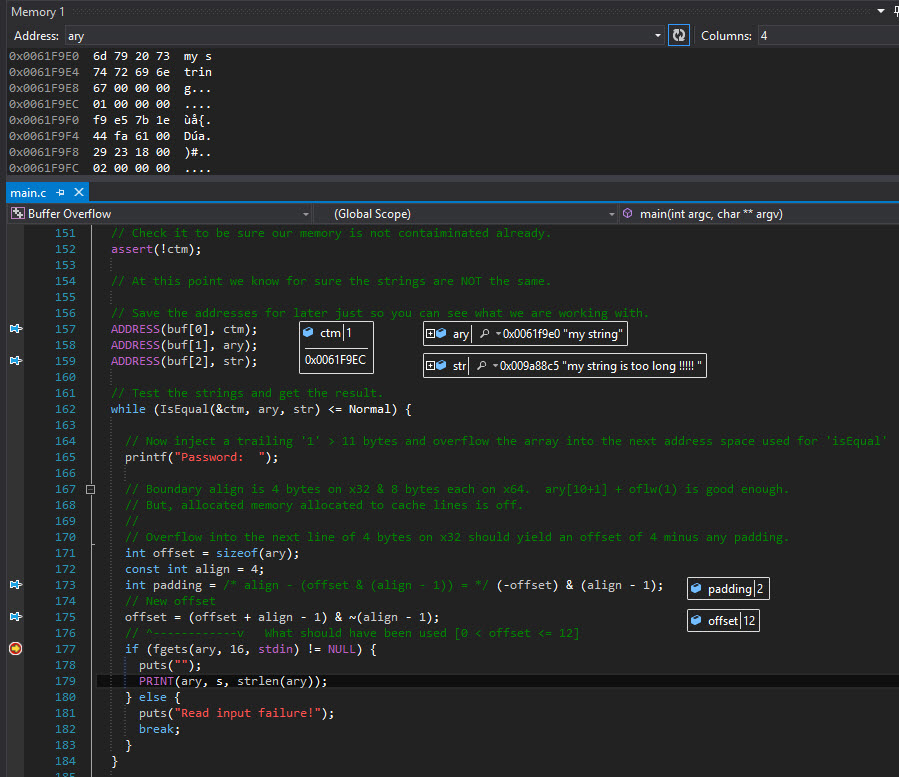 Memory 1
Address: ary Columns: 4
0x0061F9E0 6d 79 20 73 my s
0x0061F9E4 74 72 69 6e trin
0x0061F9E8 67 00 00 00 g...
0x0061F9EC 01 00 00 00 ....
0x0061F9F0 f9 e5 7b 1e ùå{.
0x0061F9F4 44 fa 61 00 Dúa.
0x0061F9F8 29 23 18 00 )#..
0x0061F9FC 02 00 00 00 ....
main.c
Buffer Overflow (Global Scope) main(int argc, char ** argv)
151 // Check it to be sure our memory is not contaiminated already.
152 assert(!ctm);
153
154 // At this point we know for sure the strings are NOT the same.
155
156 // Save the addresses for later just so you can see what we are working with.
157 ADDRESS(buf[0], ctm); ctm 1 ary 0x0061f9e0 "my string"
158 ADDRESS(buf[1], ary); 0x0061F9EC
159 ADDRESS(buf[2], str); str 0x009a88c5 "my string is too long !!!!! "
160
161 // Test the strings and get the result.
162 while (IsEqual(&ctm, ary, str) <= Normal) {
163
164 // Now inject a trailing '1' > 11 bytes and overflow the array into the next address space used for 'isEqual'
165 printf("Password:  ");
166
167 // Boundary align is 4 bytes on x32 & 8 bytes each on x64.  ary[10+1] + oflw(1) is good enough.
168 // But, allocated memory allocated to cache lines is off.
169 //
170 // Overflow into the next line of 4 bytes on x32 should yield an offset of 4 minus any padding.
171 int offset = sizeof(ary);
172 const int align = 4;
173 int padding = /* align - (offset & (align - 1)) = */ (-offset) & (align - 1); padding 2
174 // New offset
175 offset = (offset + align - 1) & ~(align - 1); offset 12
176 // ^------------v   What should have been used [0 < offset <= 12]
177 if (fgets(ary, 16, stdin) != NULL) {
178 puts("");
179 PRINT(ary, s, strlen(ary));
180 } else {
181 puts("Read input failure!");
182 break;
183 }
184 }
185